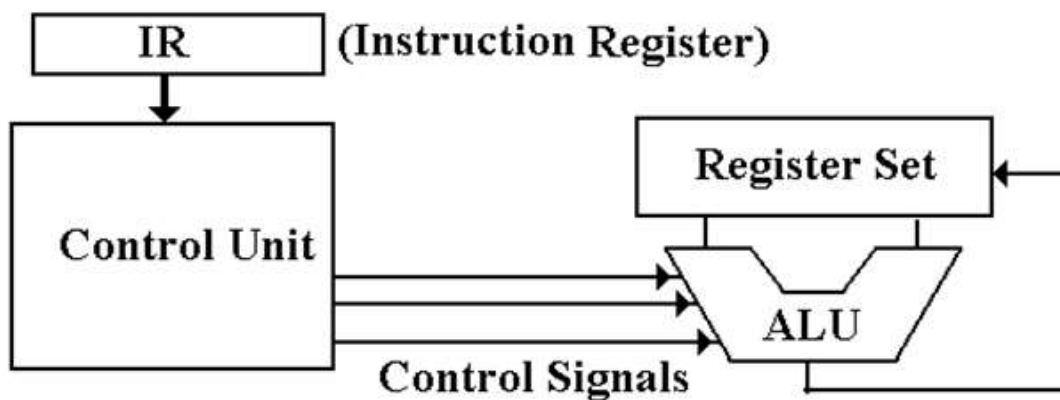 IR (Instruction Register)
Register Set
Control Unit
ALU
Control Signals